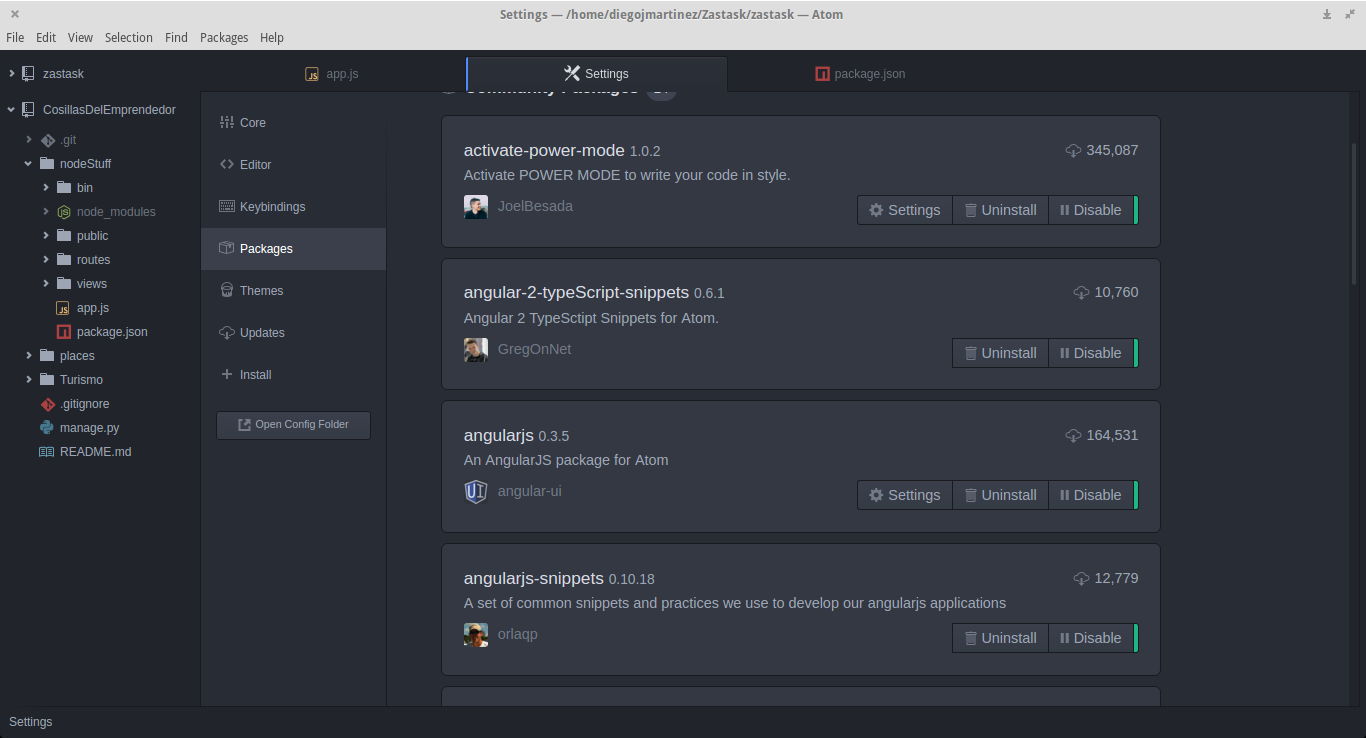 Settings — /home/diegojmartinez/Zastask/zastask — Atom
File Edit View Selection Find Packages Help
zastask
CosillasDelEmprendedor
.git
nodeStuff
bin
node_modules
public
routes
views
app.js
package.json
places
Turismo
.gitignore
manage.py
README.md
app.js
Settings
package.json
Core
Editor
Keybindings
Packages
Themes
Updates
Install
Open Config Folder
Community Packages
activate-power-mode 1.0.2
345,087
Activate POWER MODE to write your code in style.
JoelBesada
Settings Uninstall Disable
angular-2-typeScript-snippets 0.6.1
10,760
Angular 2 TypeSctipt Snippets for Atom.
GregOnNet
Uninstall Disable
angularjs 0.3.5
164,531
An AngularJS package for Atom
UI
angular-ui
Settings Uninstall Disable
angularjs-snippets 0.10.18
12,779
A set of common snippets and practices we use to develop our angularjs applications
orlaqp
Uninstall Disable
Settings